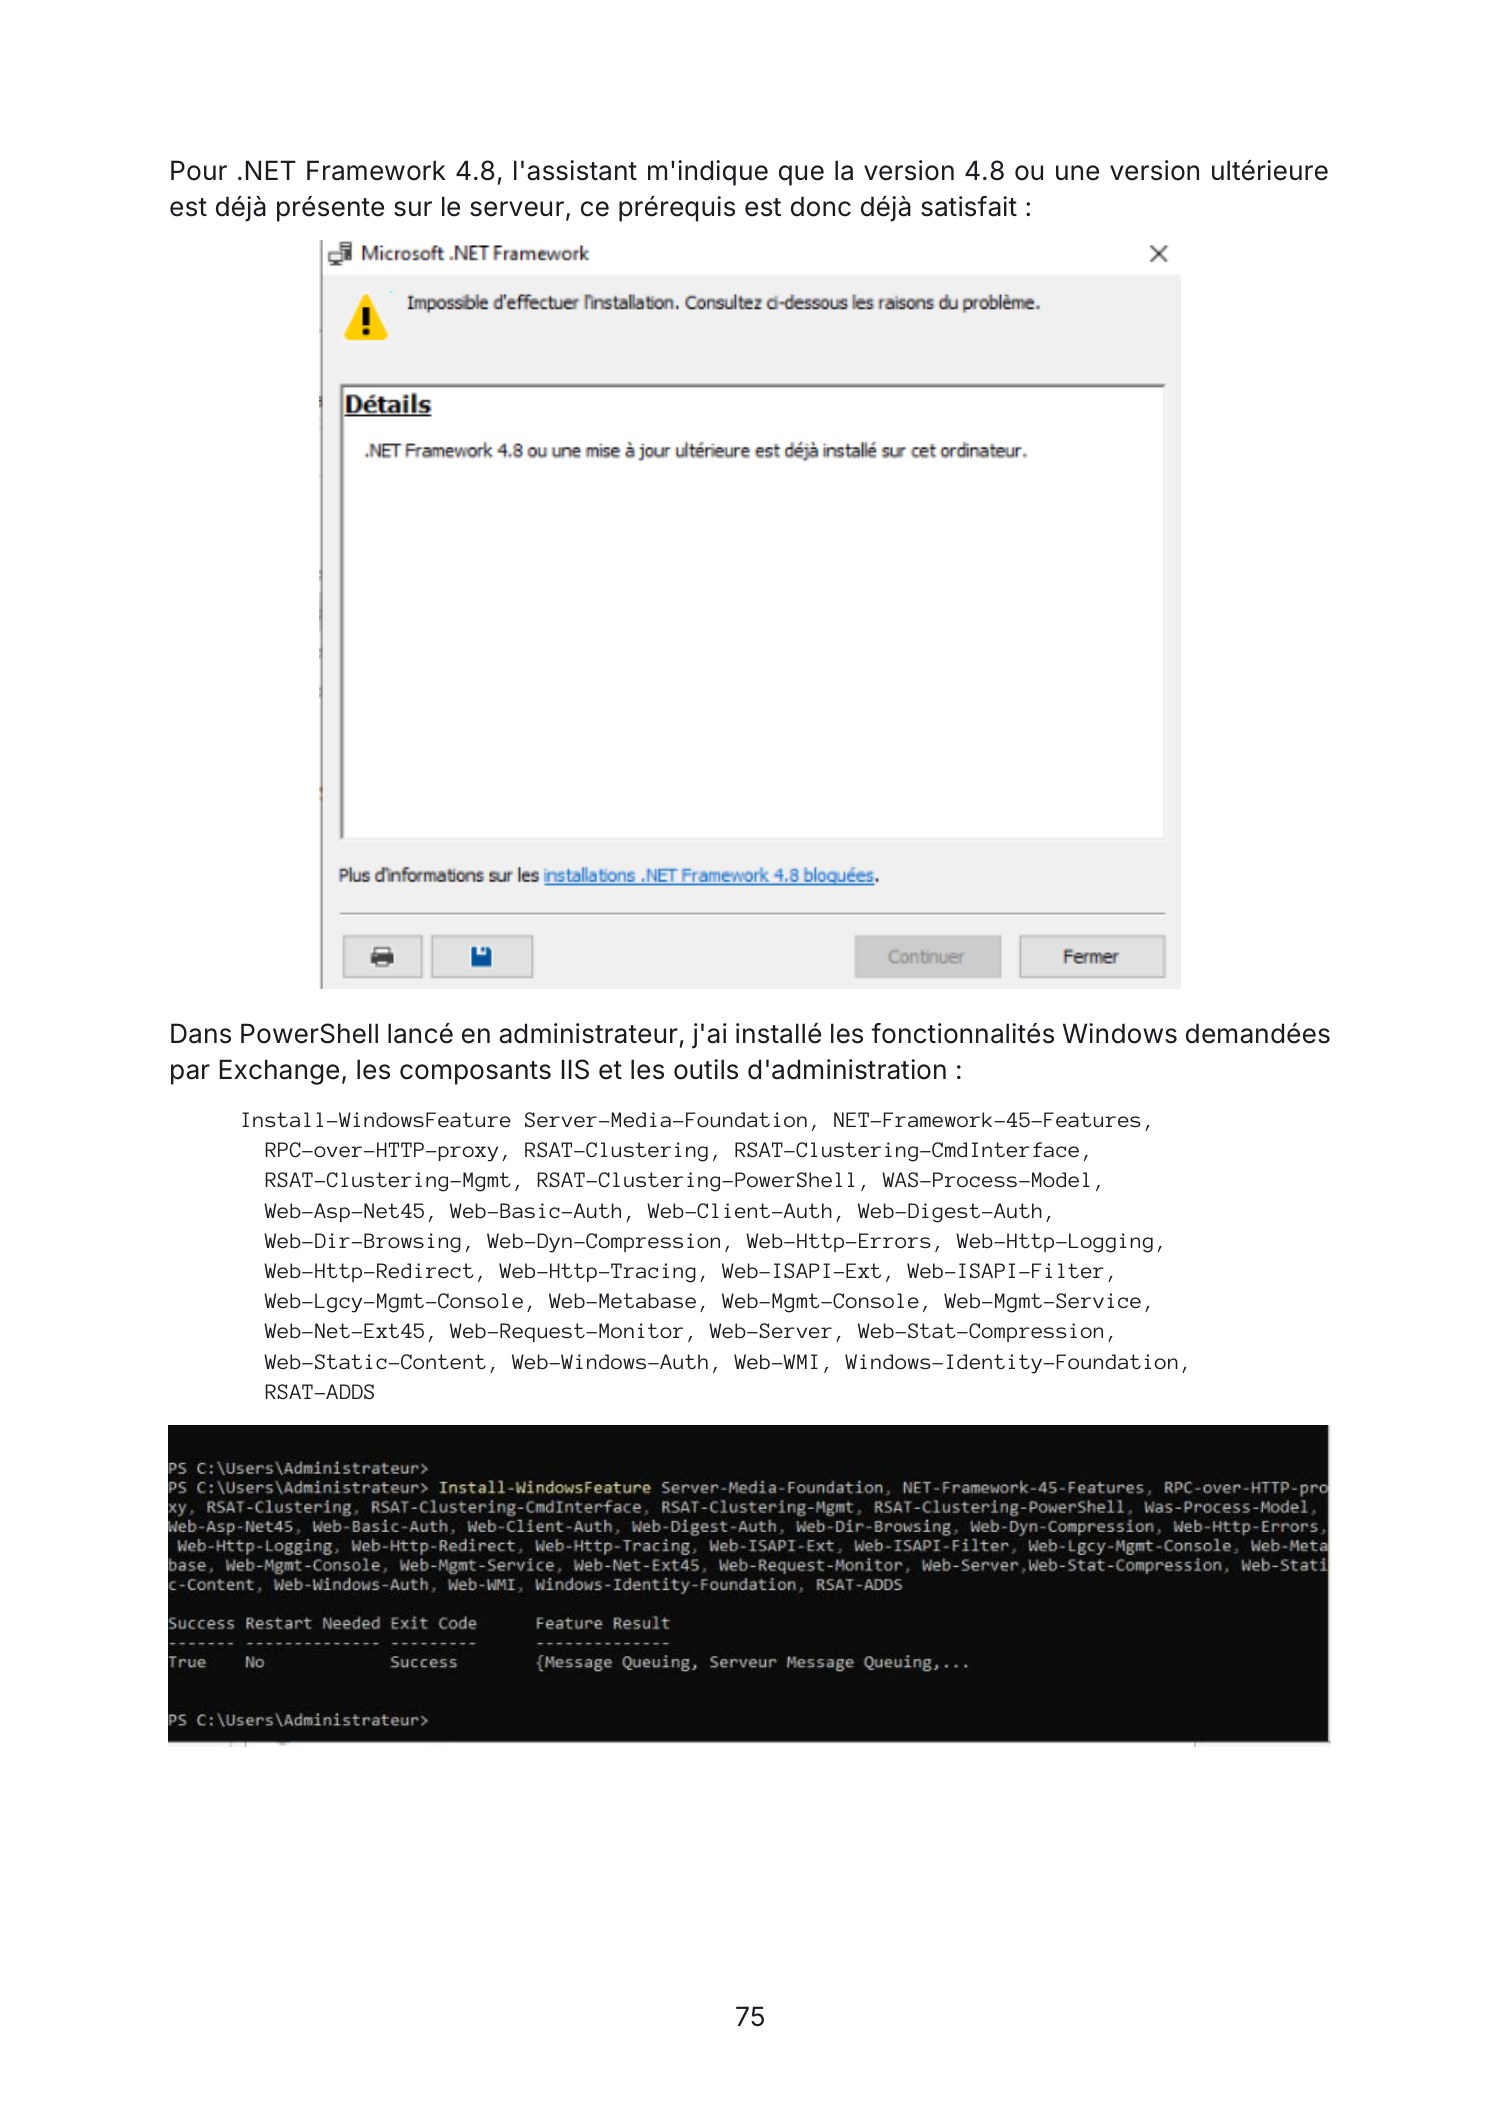 Pour .NET Framework 4.8, l'assistant m'indique que la version 4.8 ou une version ultérieure
est déjà présente sur le serveur, ce prérequis est donc déjà satisfait :
Microsoft .NET Framework
Impossible d'effectuer l'installation. Consultez ci-dessous les raisons du problème.
Détails
.NET Framework 4.8 ou une mise à jour ultérieure est déjà installé sur cet ordinateur.
Plus d'informations sur les installations .NET Framework 4.8 bloquées.
Continuer Fermer
Dans PowerShell lancé en administrateur, j'ai installé les fonctionnalités Windows demandées
par Exchange, les composants IIS et les outils d'administration :
Install-WindowsFeature Server-Media-Foundation, NET-Framework-45-Features,
RPC-over-HTTP-proxy, RSAT-Clustering, RSAT-Clustering-CmdInterface,
RSAT-Clustering-Mgmt, RSAT-Clustering-PowerShell, WAS-Process-Model,
Web-Asp-Net45, Web-Basic-Auth, Web-Client-Auth, Web-Digest-Auth,
Web-Dir-Browsing, Web-Dyn-Compression, Web-Http-Errors, Web-Http-Logging,
Web-Http-Redirect, Web-Http-Tracing, Web-ISAPI-Ext, Web-ISAPI-Filter,
Web-Lgcy-Mgmt-Console, Web-Metabase, Web-Mgmt-Console, Web-Mgmt-Service,
Web-Net-Ext45, Web-Request-Monitor, Web-Server, Web-Stat-Compression,
Web-Static-Content, Web-Windows-Auth, Web-WMI, Windows-Identity-Foundation,
RSAT-ADDS
PS C:\Users\Administrateur>
PS C:\Users\Administrateur> Install-WindowsFeature Server-Media-Foundation, NET-Framework-45-Features, RPC-over-HTTP-pro
xy, RSAT-Clustering, RSAT-Clustering-CmdInterface, RSAT-Clustering-Mgmt, RSAT-Clustering-PowerShell, Was-Process-Model,
Web-Asp-Net45, Web-Basic-Auth, Web-Client-Auth, Web-Digest-Auth, Web-Dir-Browsing, Web-Dyn-Compression, Web-Http-Errors,
Web-Http-Logging, Web-Http-Redirect, Web-Http-Tracing, Web-ISAPI-Ext, Web-ISAPI-Filter, Web-Lgcy-Mgmt-Console, Web-Meta
base, Web-Mgmt-Console, Web-Mgmt-Service, Web-Net-Ext45, Web-Request-Monitor, Web-Server,Web-Stat-Compression, Web-Stati
c-Content, Web-Windows-Auth, Web-WMI, Windows-Identity-Foundation, RSAT-ADDS
Success Restart Needed Exit Code Feature Result
------- -------------- --------- --------------
True No Success {Message Queuing, Serveur Message Queuing,...
PS C:\Users\Administrateur>
75